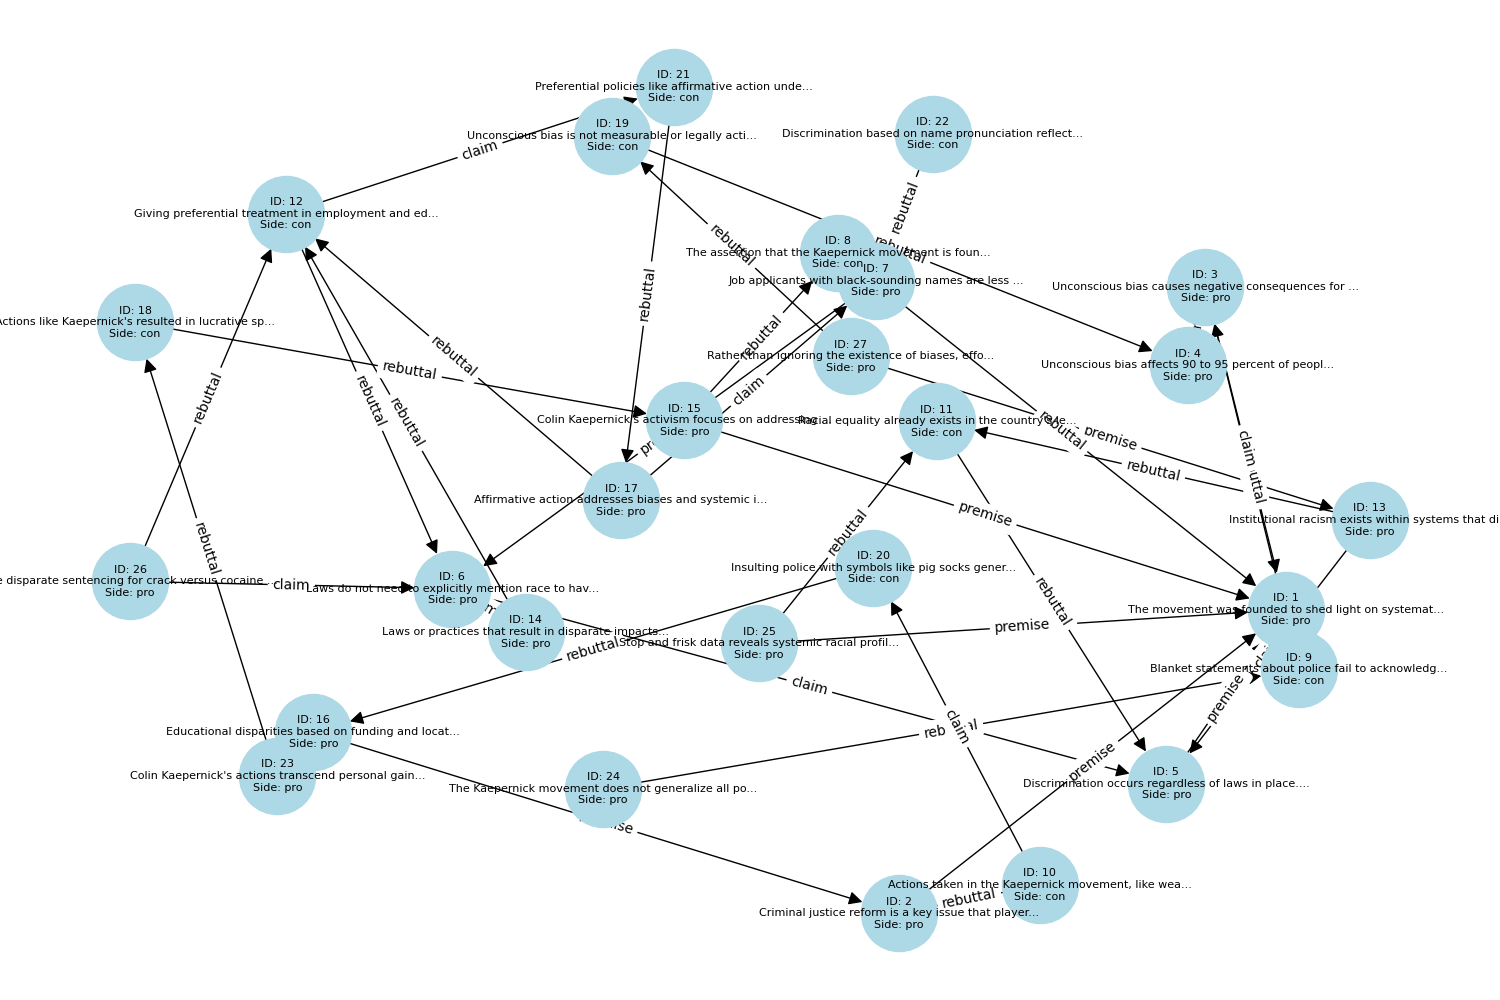 ID: 21
Preferential policies like affirmative action unde...
Side: con
ID: 19
Unconscious bias is not measurable or legally acti...
Side: con
ID: 22
Discrimination based on name pronunciation reflect...
Side: con
claim
rebuttal
ID: 12
Giving preferential treatment in employment and ed...
Side: con
rebuttal
rebuttal
ID: 8
The assertion that the Kaepernick movement is foun...
Side: con
ID: 7
Job applicants with black-sounding names are less ...
Side: pro
ID: 3
Unconscious bias causes negative consequences for ...
Side: pro
rebuttal
ID: 18
Actions like Kaepernick's resulted in lucrative sp...
Side: con
rebuttal
rebuttal
ID: 27
Rather than ignoring the existence of biases, effo...
Side: pro
ID: 4
Unconscious bias affects 90 to 95 percent of peopl...
Side: pro
rebuttal
rebuttal
claim
rebuttal
rebuttal
rebuttal
ID: 15
Colin Kaepernick's activism focuses on addressing
Side: pro
ID: 11
Racial equality already exists in the country
Side: con
rebuttal
premise
claim
rebuttal
ID: 17
Affirmative action addresses biases and systemic i...
Side: pro
premise
ID: 13
Institutional racism exists within systems that di
Side: pro
rebuttal
rebuttal
ID: 20
Insulting police with symbols like pig socks gener...
Side: con
ID: 26
disparate sentencing for crack versus cocaine...
Side: pro
claim
ID: 6
Laws do not need to explicitly mention race to hav...
Side: pro
rebuttal
ID: 1
The movement was founded to shed light on systemat...
Side: pro
ID: 14
Laws or practices that result in disparate impacts...
Side: pro
premise
rebuttal
ID: 25
Stop and frisk data reveals systemic racial profil...
Side: pro
ID: 9
Blanket statements about police fail to acknowledg...
Side: con
claim
premise
ID: 16
Educational disparities based on funding and locat...
Side: pro
claim
ID: 23
Colin Kaepernick's actions transcend personal gain...
Side: pro
premise
ID: 24
The Kaepernick movement does not generalize all po...
Side: pro
ID: 5
Discrimination occurs regardless of laws in place....
Side: pro
ID: 10
Actions taken in the Kaepernick movement, like wea...
Side: con
rebuttal
ID: 2
Criminal justice reform is a key issue that player...
Side: pro